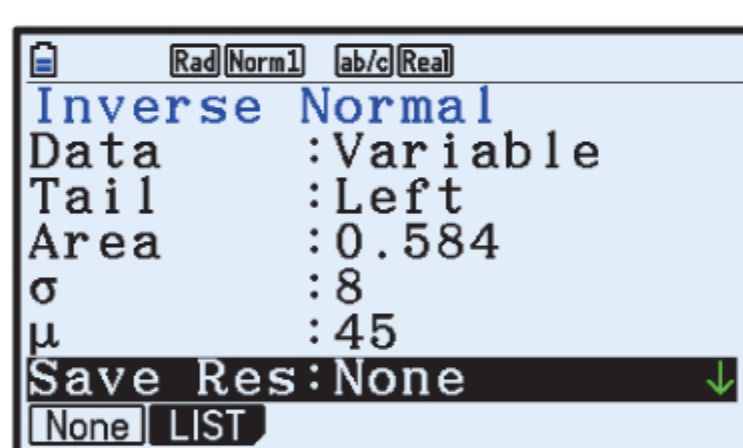 Rad Norm1 ab/c Real
Inverse Normal
Data :Variable
Tail :Left
Area :0.584
σ :8
μ :45
Save Res:None ↓
None LIST